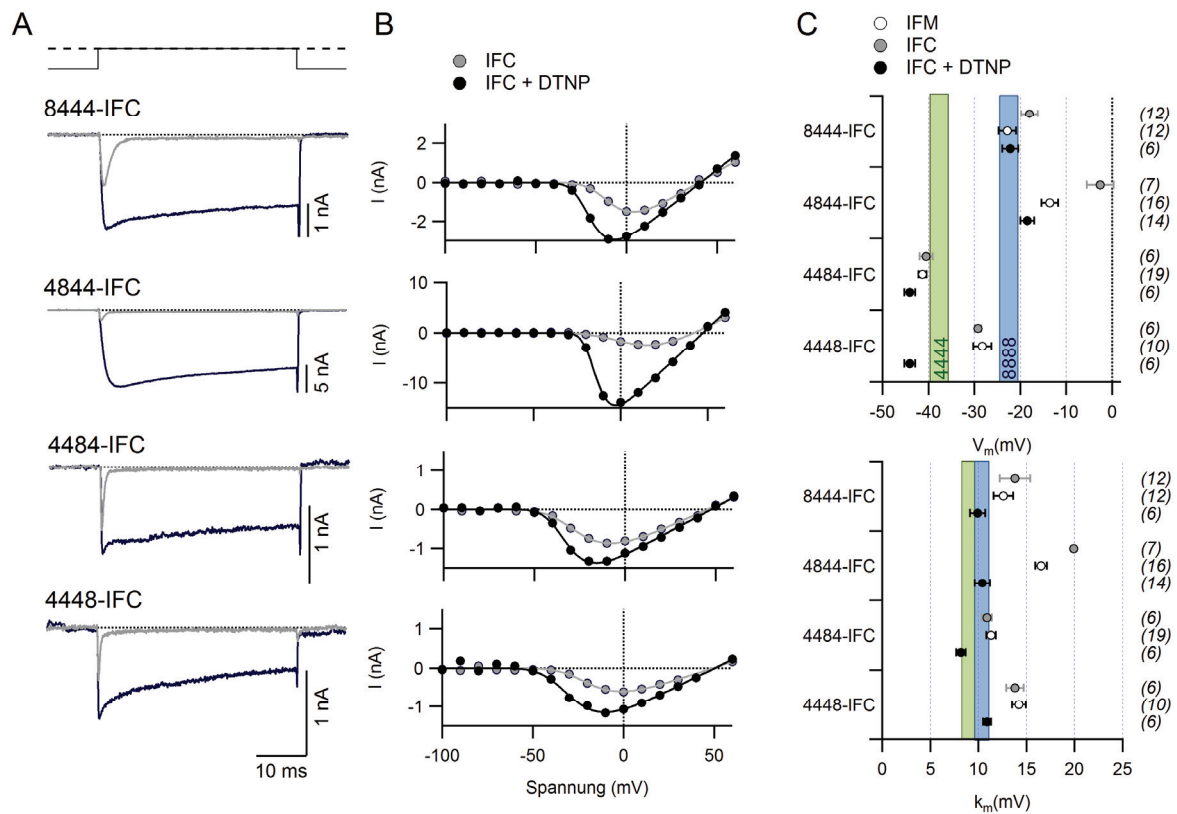 A
8444-IFC
1 nA
4844-IFC
5 nA
4484-IFC
1 nA
4448-IFC
1 nA
10 ms
B
IFC
IFC + DTNP
I (nA)
2
0
-2
I (nA)
10
0
-10
I (nA)
1
0
-1
I (nA)
1
0
-1
-100
-50
0
50
Spannung (mV)
C
IFM
IFC
IFC + DTNP
8444-IFC
(12)
(12)
(6)
4844-IFC
(7)
(16)
(14)
4484-IFC
(6)
(19)
(6)
4448-IFC
(6)
(10)
(6)
4444
8888
-50
-40
-30
-20
-10
0
Vm(mV)
8444-IFC
(12)
(12)
(6)
4844-IFC
(7)
(16)
(14)
4484-IFC
(6)
(19)
(6)
4448-IFC
(6)
(10)
(6)
0
5
10
15
20
25
km(mV)